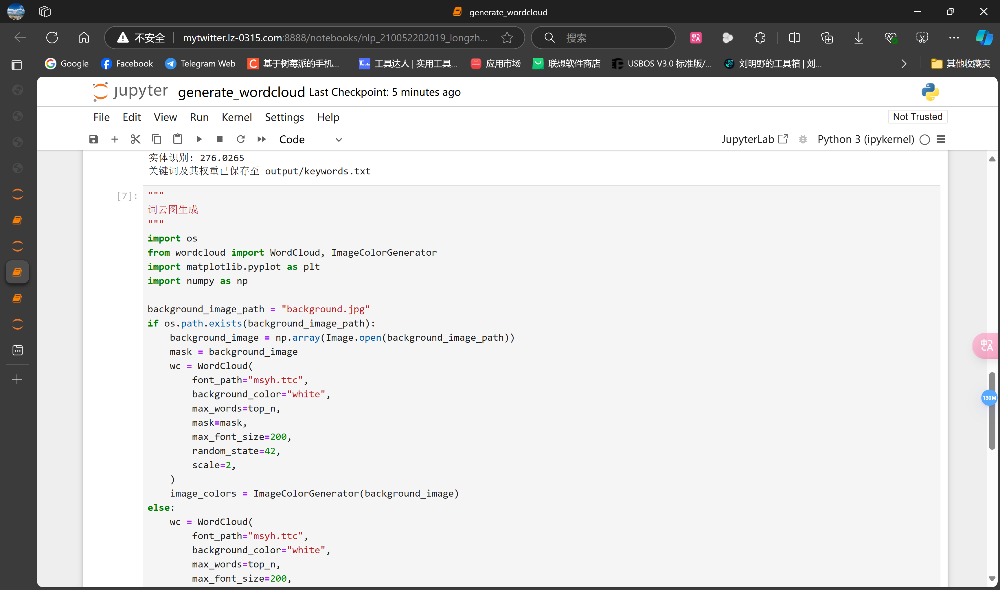 generate_wordcloud
不安全
mytwitter.lz-0315.com:8888/notebooks/nlp_210052202019_longzh...
搜索
Google
Facebook
Telegram Web
基于树莓派的手机...
Tools
工具达人 | 实用工具...
应用市场
联想软件商店
USBOS V3.0 标准版/...
刘明野的工具箱 | 刘...
其他收藏夹
jupyter generate_wordcloud Last Checkpoint: 5 minutes ago
File Edit View Run Kernel Settings Help
Not Trusted
Code
JupyterLab
Python 3 (ipykernel)
实体识别: 276.0265
关键词及其权重已保存至 output/keywords.txt
[7]:
"""
词云图生成
"""
import os
from wordcloud import WordCloud, ImageColorGenerator
import matplotlib.pyplot as plt
import numpy as np
background_image_path = "background.jpg"
if os.path.exists(background_image_path):
    background_image = np.array(Image.open(background_image_path))
    mask = background_image
    wc = WordCloud(
        font_path="msyh.ttc",
        background_color="white",
        max_words=top_n,
        mask=mask,
        max_font_size=200,
        random_state=42,
        scale=2,
    )
    image_colors = ImageColorGenerator(background_image)
else:
    wc = WordCloud(
        font_path="msyh.ttc",
        background_color="white",
        max_words=top_n,
        max_font_size=200,
130M